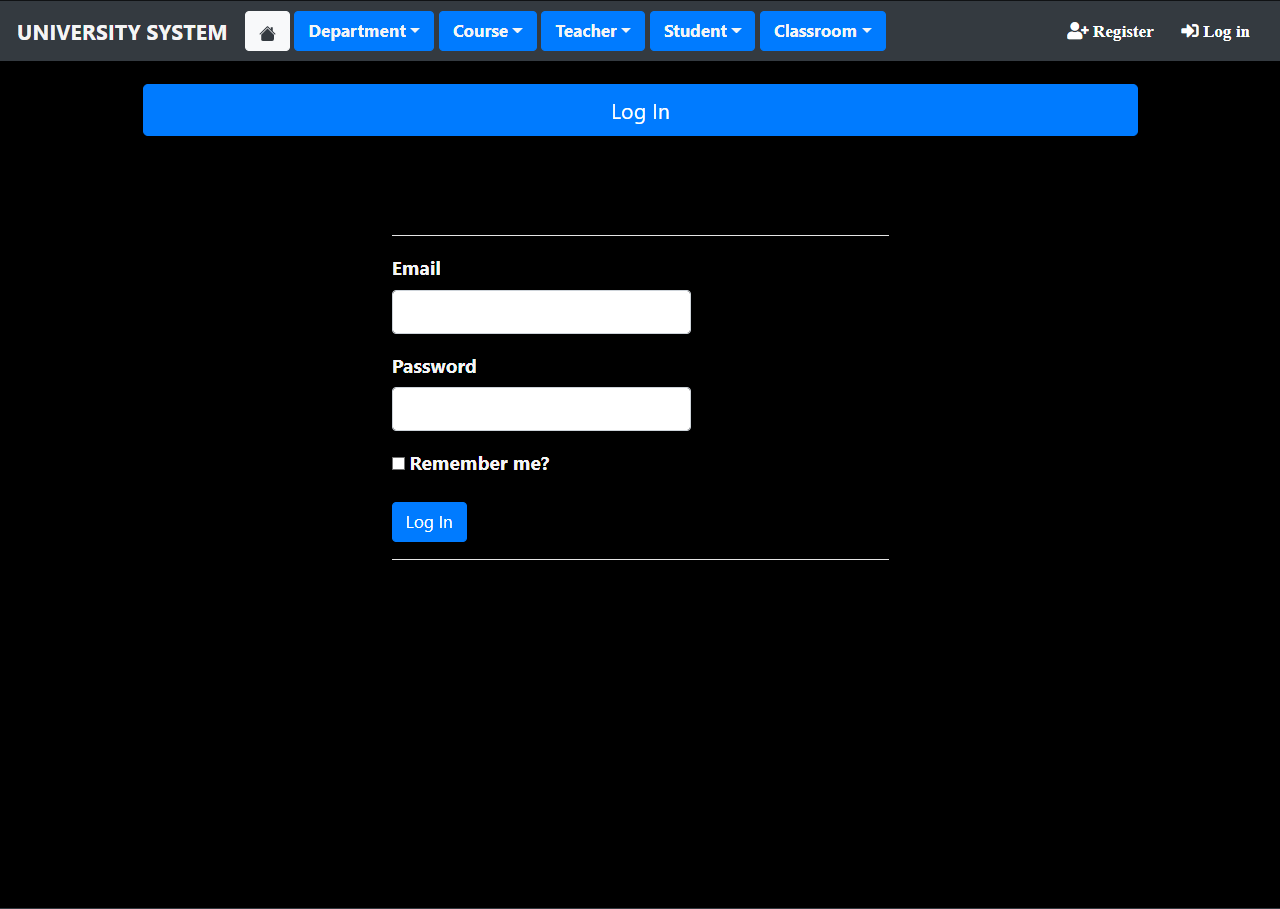 UNIVERSITY SYSTEM Department Course Teacher Student Classroom Register Log in
Log In
Email
Password
Remember me?
Log In